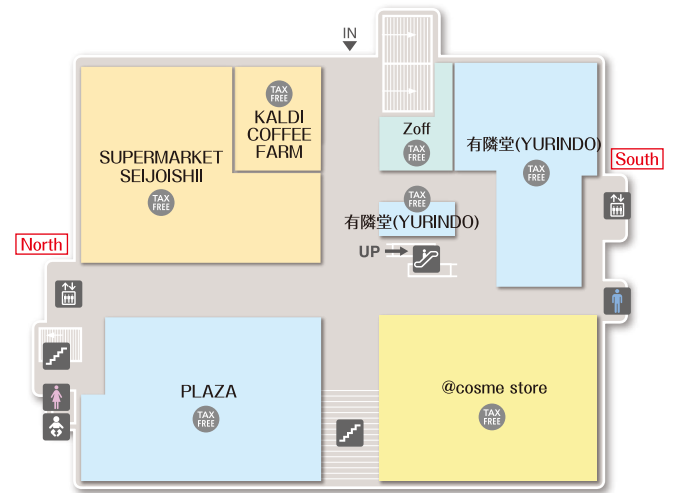 IN
TAX
FREE
KALDI
COFFEE
FARM
SUPERMARKET
SEIJOISHII
TAX
FREE
Zoff
TAX
FREE
有隣堂(YURINDO)
TAX
FREE
South
TAX
FREE
有隣堂(YURINDO)
UP
North
PLAZA
TAX
FREE
@cosme store
TAX
FREE